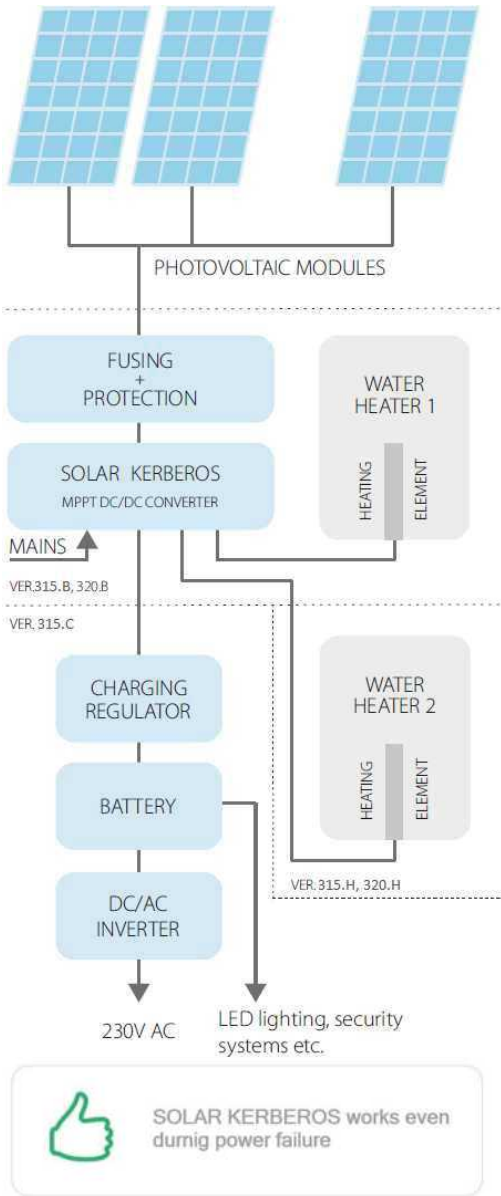 PHOTOVOLTAIC MODULES
FUSING
+
PROTECTION
SOLAR KERBEROS
MPPT DC/DC CONVERTER
MAINS
VER.315.B, 320.B
WATER
HEATER 1
HEATING
ELEMENT
VER. 315.C
CHARGING
REGULATOR
BATTERY
DC/AC
INVERTER
230V AC
LED lighting, security
systems etc.
WATER
HEATER 2
HEATING
ELEMENT
VER.315.H, 320.H
SOLAR KERBEROS works even
durnig power failure